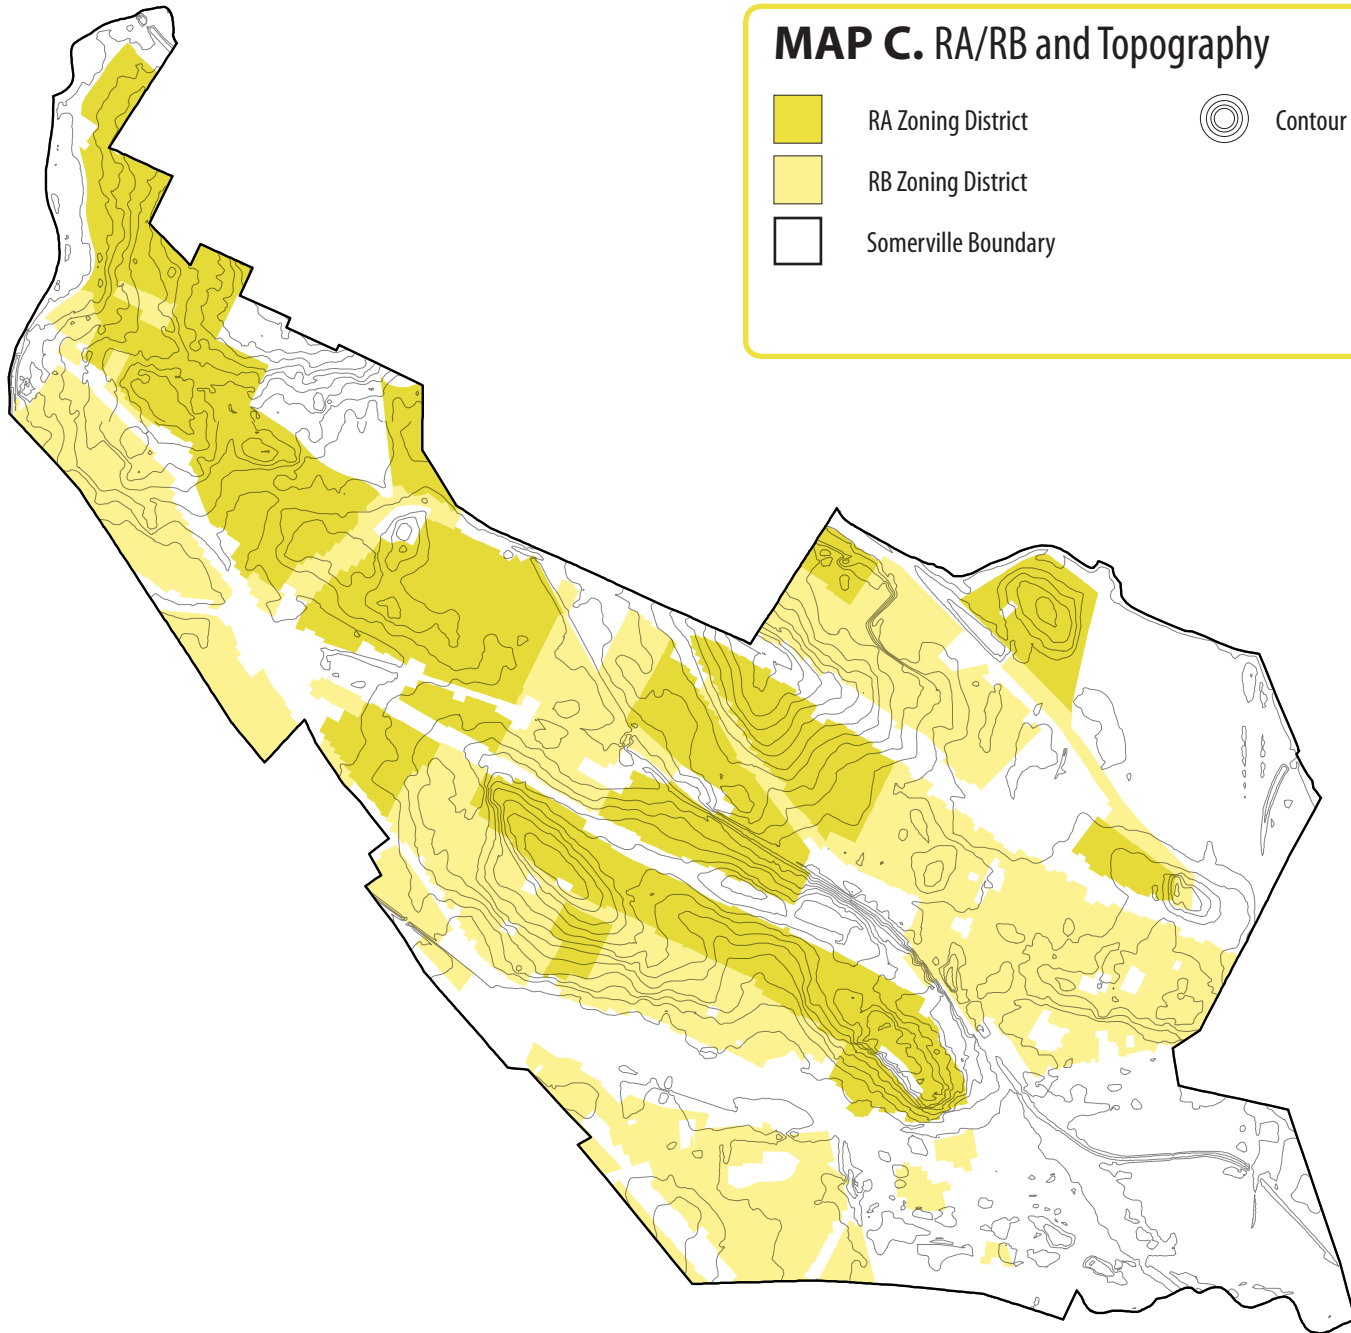 MAP C. RA/RB and Topography
RA Zoning District
Contour
RB Zoning District
Somerville Boundary